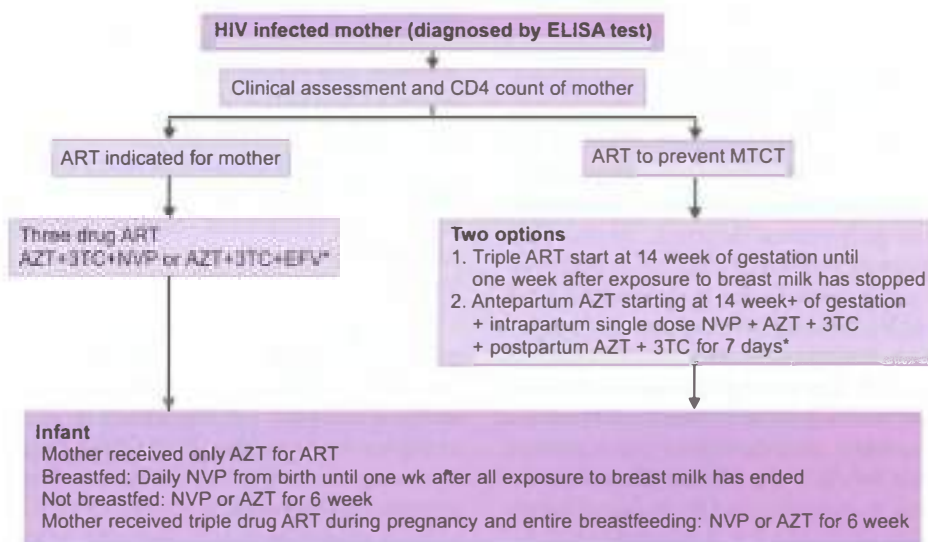 HIV infected mother (diagnosed by ELISA test)
Clinical assessment and CD4 count of mother
ART indicated for mother
ART to prevent MTCT
Three drug ART
AZT+3TC+NVP or AZT+3TC+EFV*
Two options
1. Triple ART start at 14 week of gestation until
one week after exposure to breast milk has stopped
2. Antepartum AZT starting at 14 week+ of gestation
+ intrapartum single dose NVP + AZT + 3TC
+ postpartum AZT + 3TC for 7 days*
Infant
Mother received only AZT for ART
Breastfed: Daily NVP from birth until one wk after all exposure to breast milk has ended
Not breastfed: NVP or AZT for 6 week
Mother received triple drug ART during pregnancy and entire breastfeeding: NVP or AZT for 6 week